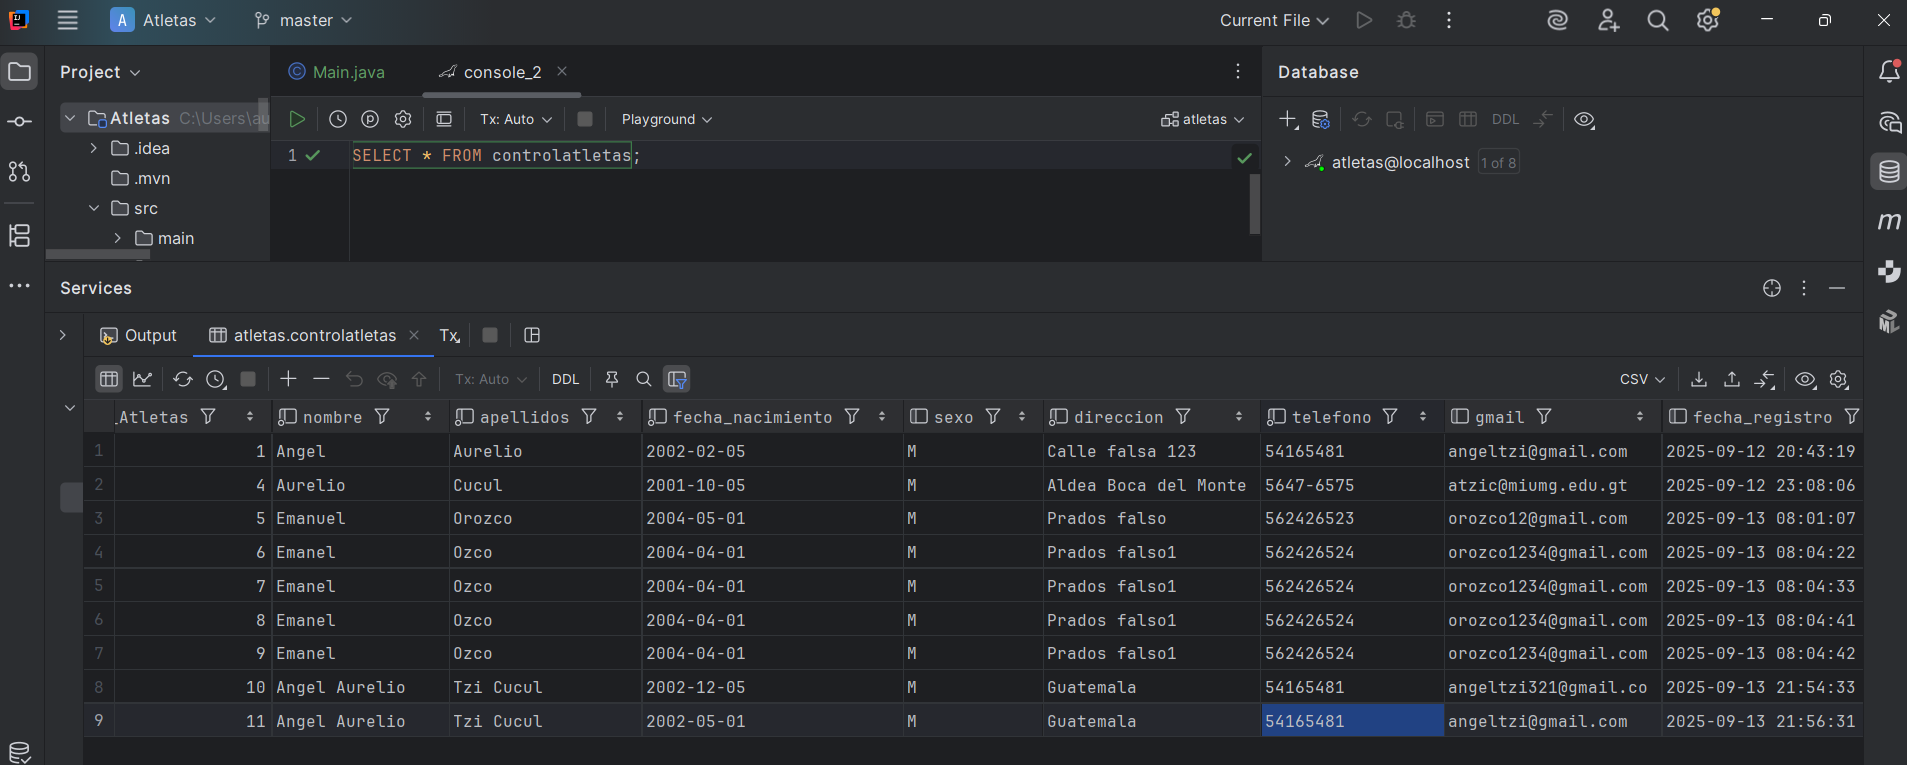 A Atletas master Current File
Project Main.java console_2 Database
Atletas C:\Users\au Tx: Auto Playground atletas DDL
.idea 1 SELECT * FROM controlatletas;
atletas@localhost 1 of 8
.mvn
src
main
Services
Output atletas.controlatletas Tx
Tx: Auto DDL CSV
_Atletas nombre apellidos fecha_nacimiento sexo direccion telefono gmail fecha_registro
1 1 Angel Aurelio 2002-02-05 M Calle falsa 123 54165481 angeltzi@gmail.com 2025-09-12 20:43:19
2 4 Aurelio Cucul 2001-10-05 M Aldea Boca del Monte 5647-6575 atzic@miumg.edu.gt 2025-09-12 23:08:06
3 5 Emanuel Orozco 2004-05-01 M Prados falso 562426523 orozco12@gmail.com 2025-09-13 08:01:07
4 6 Emanel Ozco 2004-04-01 M Prados falso1 562426524 orozco1234@gmail.com 2025-09-13 08:04:22
5 7 Emanel Ozco 2004-04-01 M Prados falso1 562426524 orozco1234@gmail.com 2025-09-13 08:04:33
6 8 Emanel Ozco 2004-04-01 M Prados falso1 562426524 orozco1234@gmail.com 2025-09-13 08:04:41
7 9 Emanel Ozco 2004-04-01 M Prados falso1 562426524 orozco1234@gmail.com 2025-09-13 08:04:42
8 10 Angel Aurelio Tzi Cucul 2002-12-05 M Guatemala 54165481 angeltzi321@gmail.co 2025-09-13 21:54:33
9 11 Angel Aurelio Tzi Cucul 2002-05-01 M Guatemala 54165481 angeltzi@gmail.com 2025-09-13 21:56:31